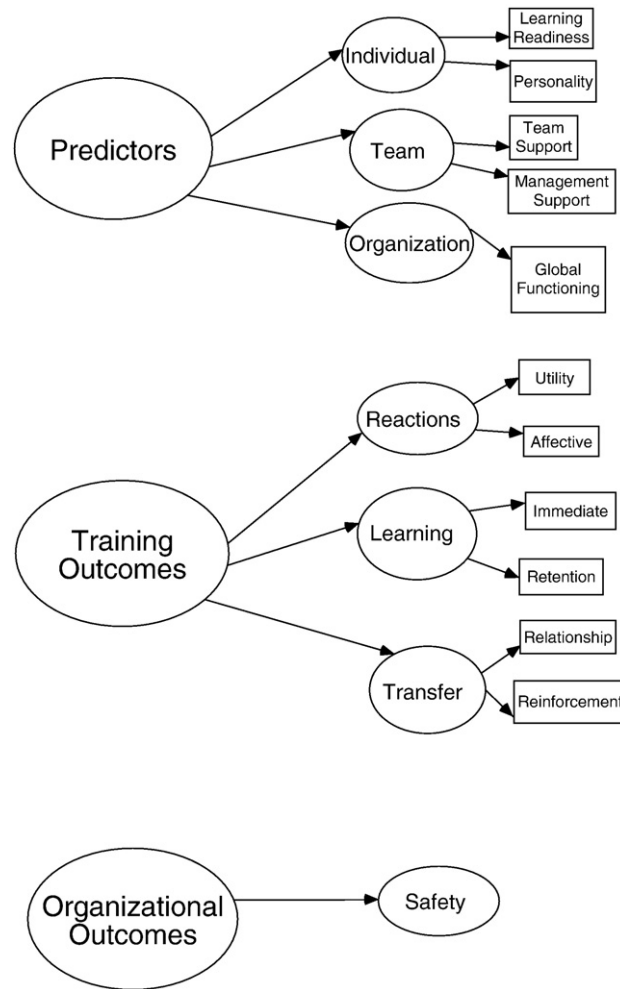 Predictors
Individual
Learning
Readiness
Personality
Team
Team
Support
Management
Support
Organization
Global
Functioning
Training
Outcomes
Reactions
Utility
Affective
Learning
Immediate
Retention
Transfer
Relationship
Reinforcement
Organizational
Outcomes
Safety